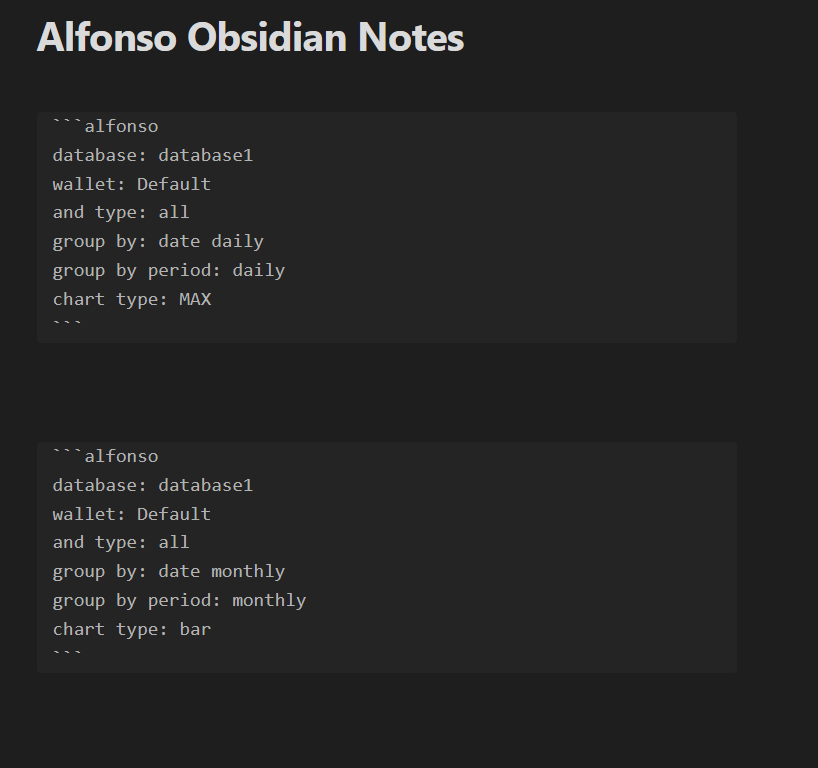 Alfonso Obsidian Notes
```alfonso
database: database1
wallet: Default
and type: all
group by: date daily
group by period: daily
chart type: MAX
```
```alfonso
database: database1
wallet: Default
and type: all
group by: date monthly
group by period: monthly
chart type: bar
```